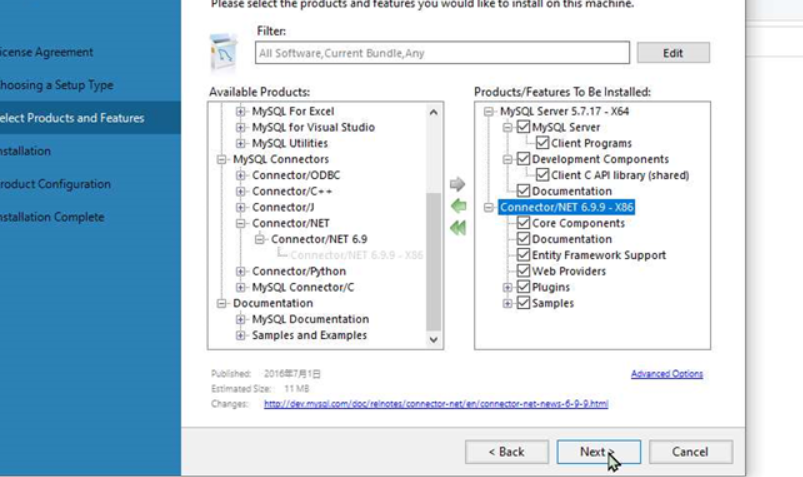 Please select the products and features you would like to install on this machine.
Filter:
All Software,Current Bundle,Any
Edit
icense Agreement
hoosing a Setup Type
elect Products and Features
nstallation
roduct Configuration
nstallation Complete
Available Products:
MySQL For Excel
MySQL for Visual Studio
MySQL Utilities
MySQL Connectors
Connector/ODBC
Connector/C++
Connector/J
Connector/NET
Connector/NET 6.9
Connector/NET 6.9.9 - X86
Connector/Python
MySQL Connector/C
Documentation
MySQL Documentation
Samples and Examples
Products/Features To Be Installed:
MySQL Server 5.7.17 - X64
MySQL Server
Client Programs
Development Components
Client C API library (shared)
Documentation
Connector/NET 6.9.9 - X86
Core Components
Documentation
Entity Framework Support
Web Providers
Plugins
Samples
Published: 2016年7月1日
Estimated Size: 11 MB
Changes: http://dev.mysql.com/doc/relnotes/connector-net/en/connector-net-news-6-9-9.html
Advanced Options
< Back
Next >
Cancel